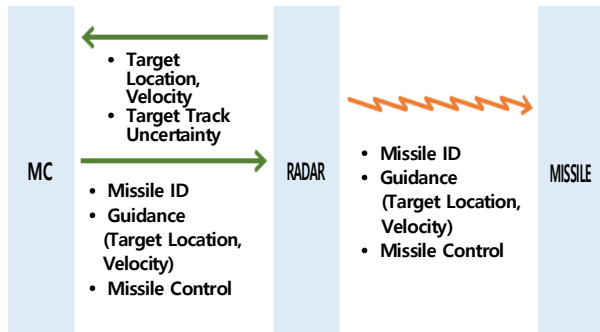 • Target
Location,
Velocity
• Target Track
Uncertainty
MC
• Missile ID
• Guidance
(Target Location,
Velocity)
• Missile Control
RADAR
• Missile ID
• Guidance
(Target Location,
Velocity)
• Missile Control
MISSILE